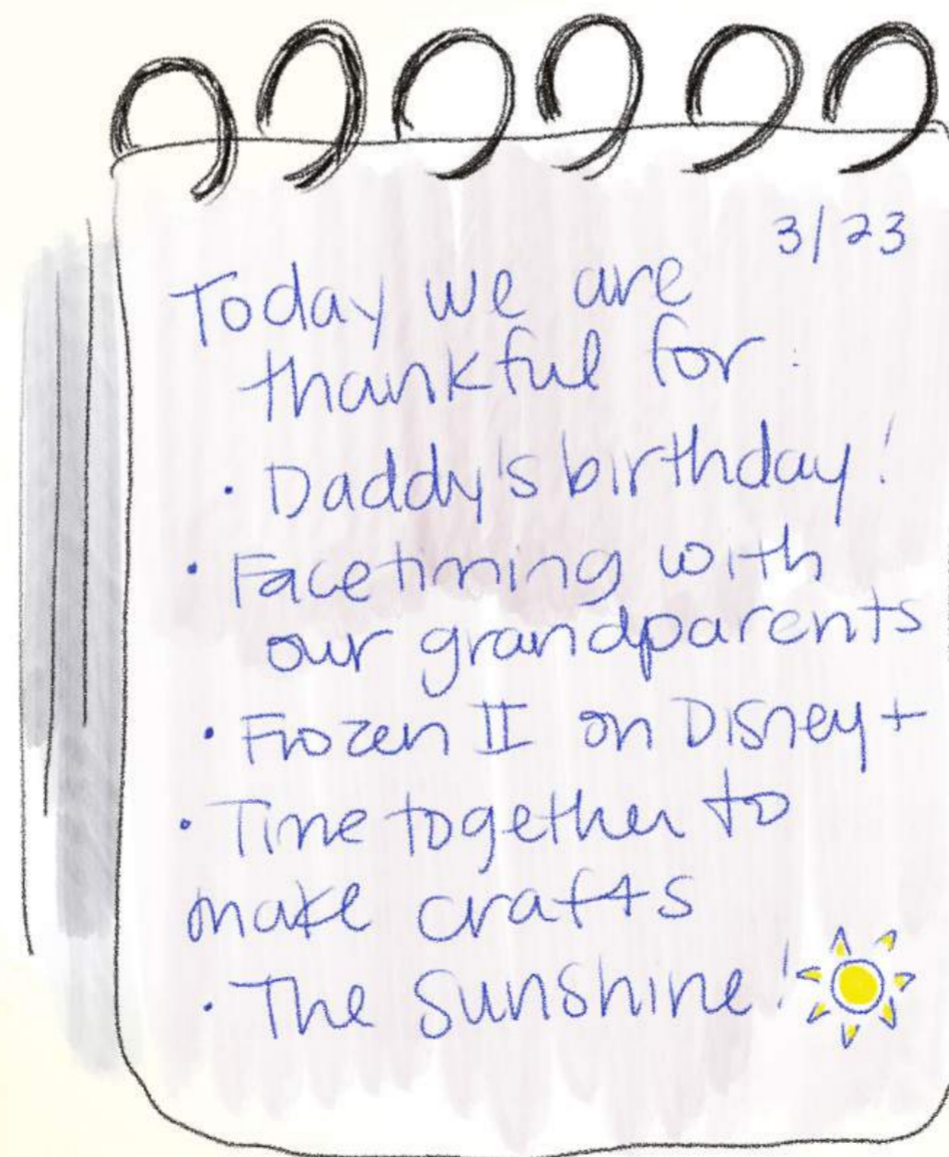 3/23
Today we are
thankful for:
· Daddy's birthday!
· Facetiming with
our grandparents
· Frozen II on Disney+
· Time together to
make crafts
· The Sunshine!